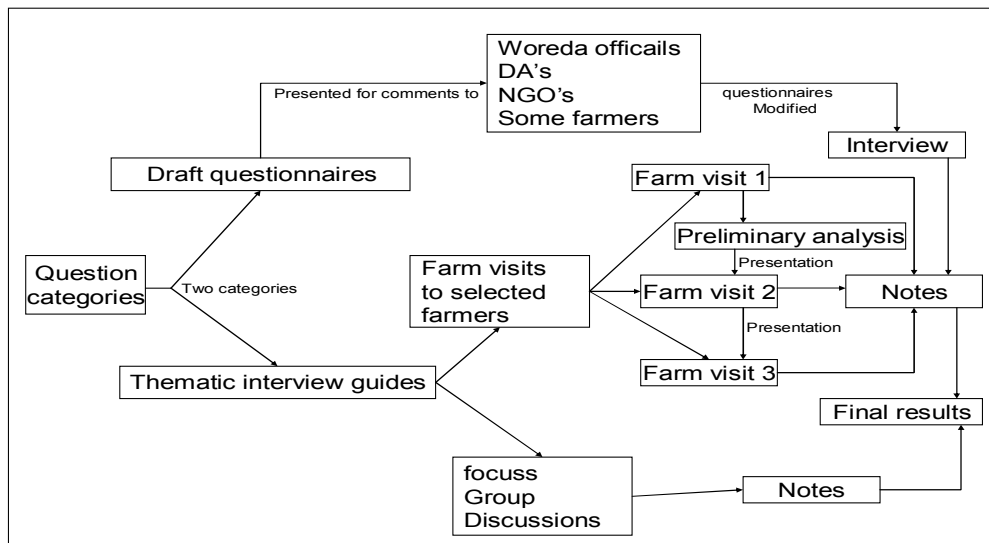 Woreda officails
DA's
NGO's
Some farmers
Presented for comments to
questionnaires
Modified
Interview
Draft questionnaires
Farm visit 1
Preliminary analysis
Presentation
Question
categories
Two categories
Farm visits
to selected
farmers
Farm visit 2
Notes
Presentation
Thematic interview guides
Farm visit 3
Final results
focuss
Group
Discussions
Notes